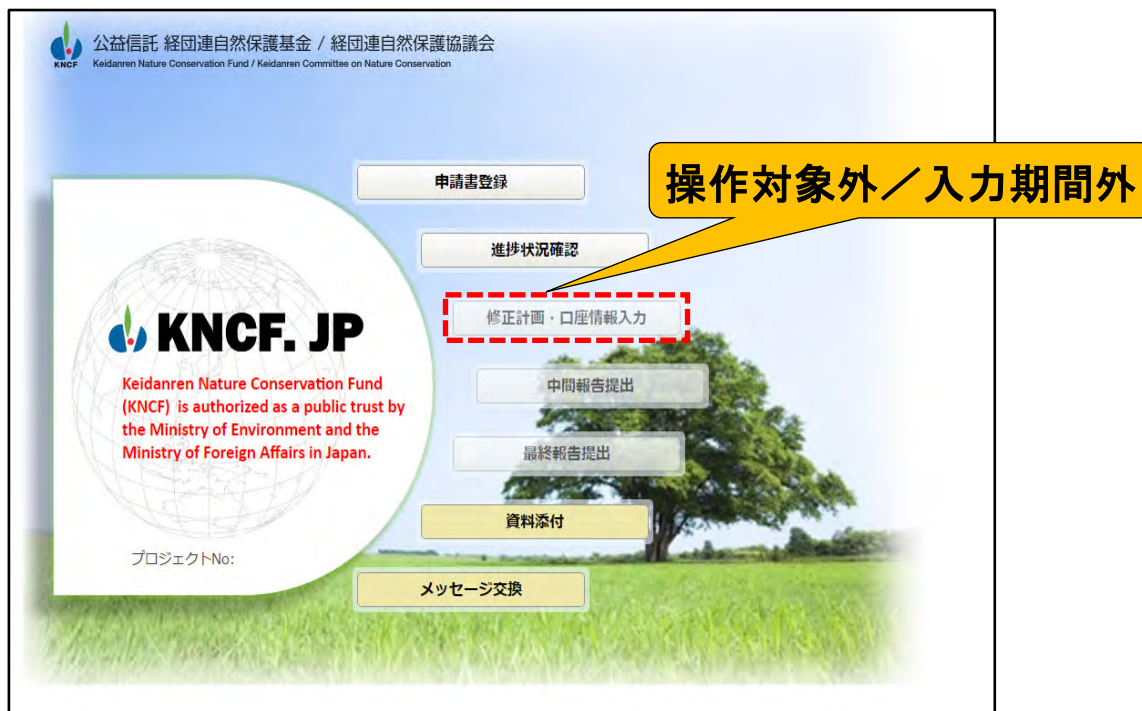 公益信託 経団連自然保護基金 / 経団連自然保護協議会
KNCF
Keidanren Nature Conservation Fund / Keidanren Committee on Nature Conservation
申請書登録
操作対象外／入力期間外
進捗状況確認
修正計画・口座情報入力
KNCF. JP
中間報告提出
Keidanren Nature Conservation Fund
(KNCF) is authorized as a public trust by
the Ministry of Environment and the
Ministry of Foreign Affairs in Japan.
最終報告提出
資料添付
プロジェクトNo:
メッセージ交換